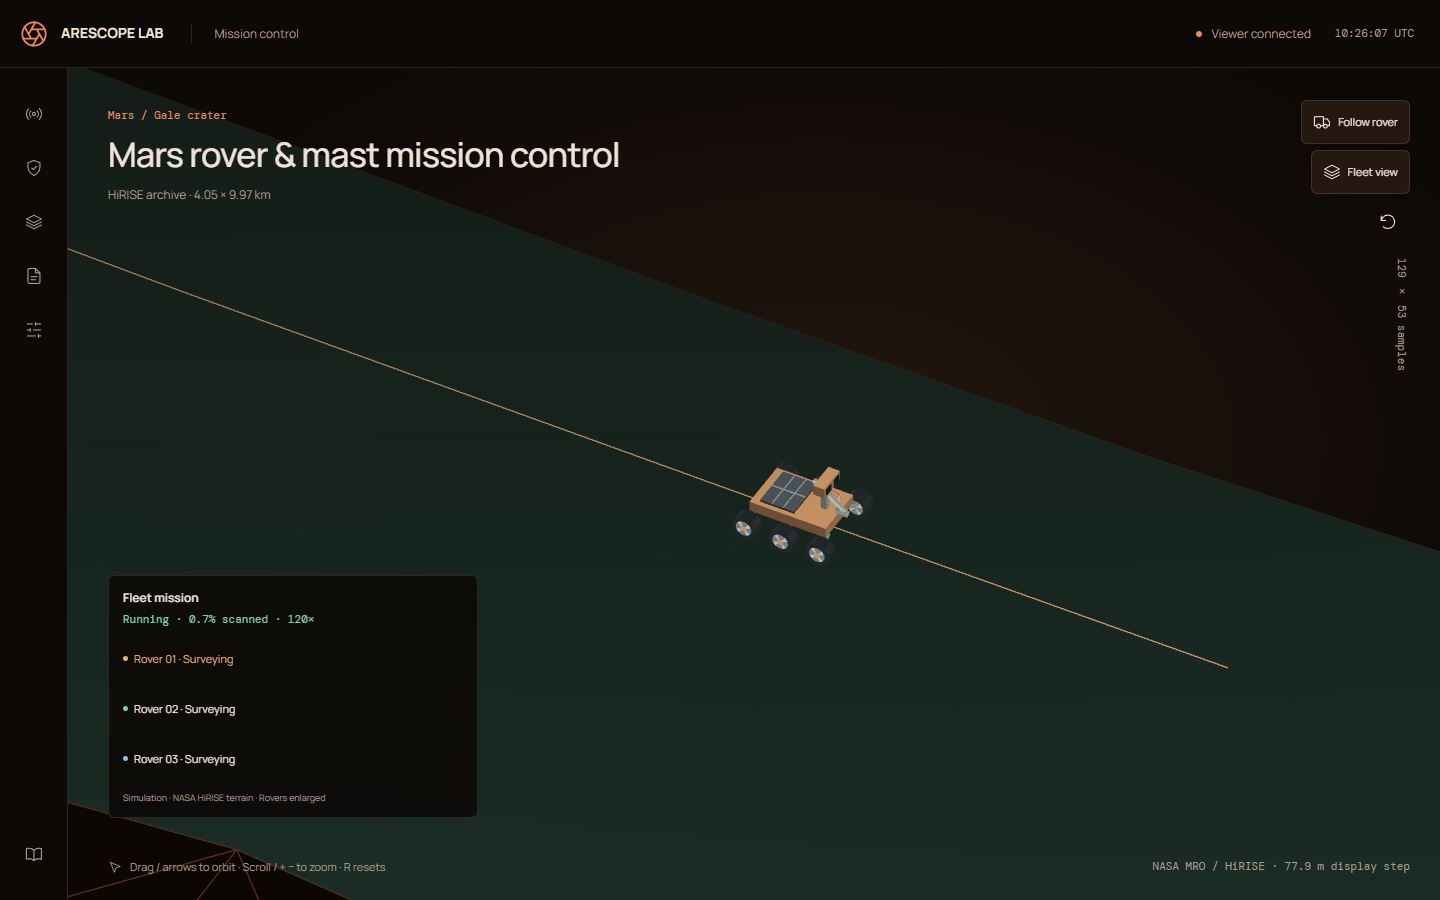 ARESCOPE LAB
Mission control
Viewer connected
10:26:07 UTC
Mars / Gale crater
Mars rover & mast mission control
HiRISE archive · 4.05 × 9.97 km
Follow rover
Fleet view
129 × 53 samples
Fleet mission
Running · 0.7% scanned · 120×
Rover 01 · Surveying
Rover 02 · Surveying
Rover 03 · Surveying
Simulation · NASA HiRISE terrain · Rovers enlarged
Drag / arrows to orbit · Scroll / + − to zoom · R resets
NASA MRO / HiRISE · 77.9 m display step